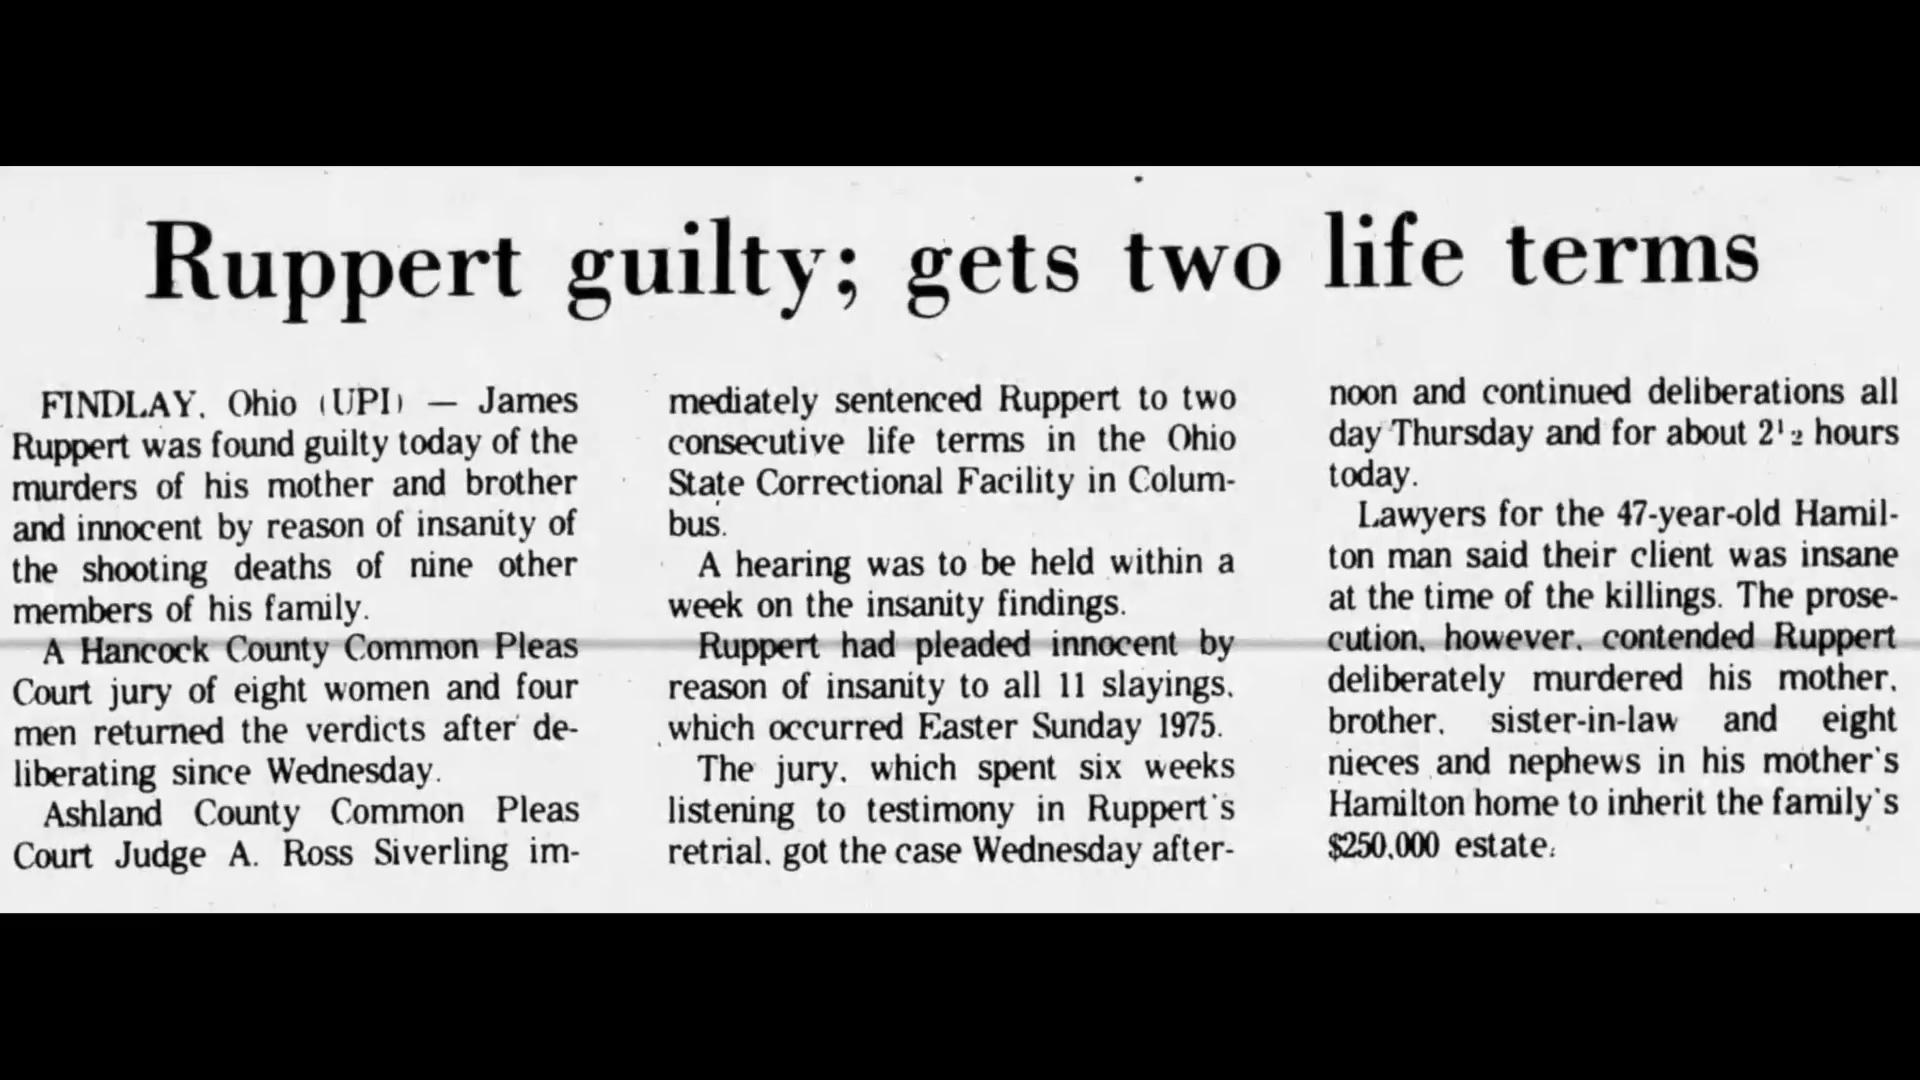 Ruppert guilty; gets two life terms
FINDLAY, Ohio (UPI) — James
Ruppert was found guilty today of the
murders of his mother and brother
and innocent by reason of insanity of
the shooting deaths of nine other
members of his family.
A Hancock County Common Pleas
Court jury of eight women and four
men returned the verdicts after de-
liberating since Wednesday.
Ashland County Common Pleas
Court Judge A. Ross Siverling im-
mediately sentenced Ruppert to two
consecutive life terms in the Ohio
State Correctional Facility in Colum-
bus.
A hearing was to be held within a
week on the insanity findings.
Ruppert had pleaded innocent by
reason of insanity to all 11 slayings,
which occurred Easter Sunday 1975.
The jury, which spent six weeks
listening to testimony in Ruppert's
retrial, got the case Wednesday after-
noon and continued deliberations all
day Thursday and for about 2½ hours
today.
Lawyers for the 47-year-old Hamil-
ton man said their client was insane
at the time of the killings. The prose-
cution, however, contended Ruppert
deliberately murdered his mother,
brother, sister-in-law and eight
nieces and nephews in his mother's
Hamilton home to inherit the family's
$250,000 estate.